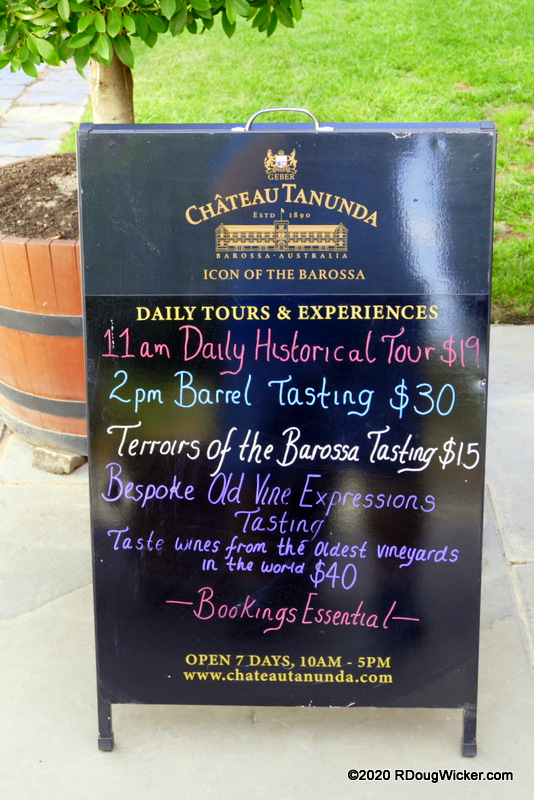 GEBER
CHÂTEAU TANUNDA
ESTD 1890
BAROSSA · AUSTRALIA
ICON OF THE BAROSSA
DAILY TOURS & EXPERIENCES
11am Daily Historical Tour $19
2pm Barrel Tasting $30
Terroirs of the Barossa Tasting $15
Bespoke Old Vine Expressions
Tasting
Taste wines from the oldest vineyards
in the world $40
—Bookings Essential—
OPEN 7 DAYS, 10AM - 5PM
www.chateautanunda.com
©2020 RDougWicker.com